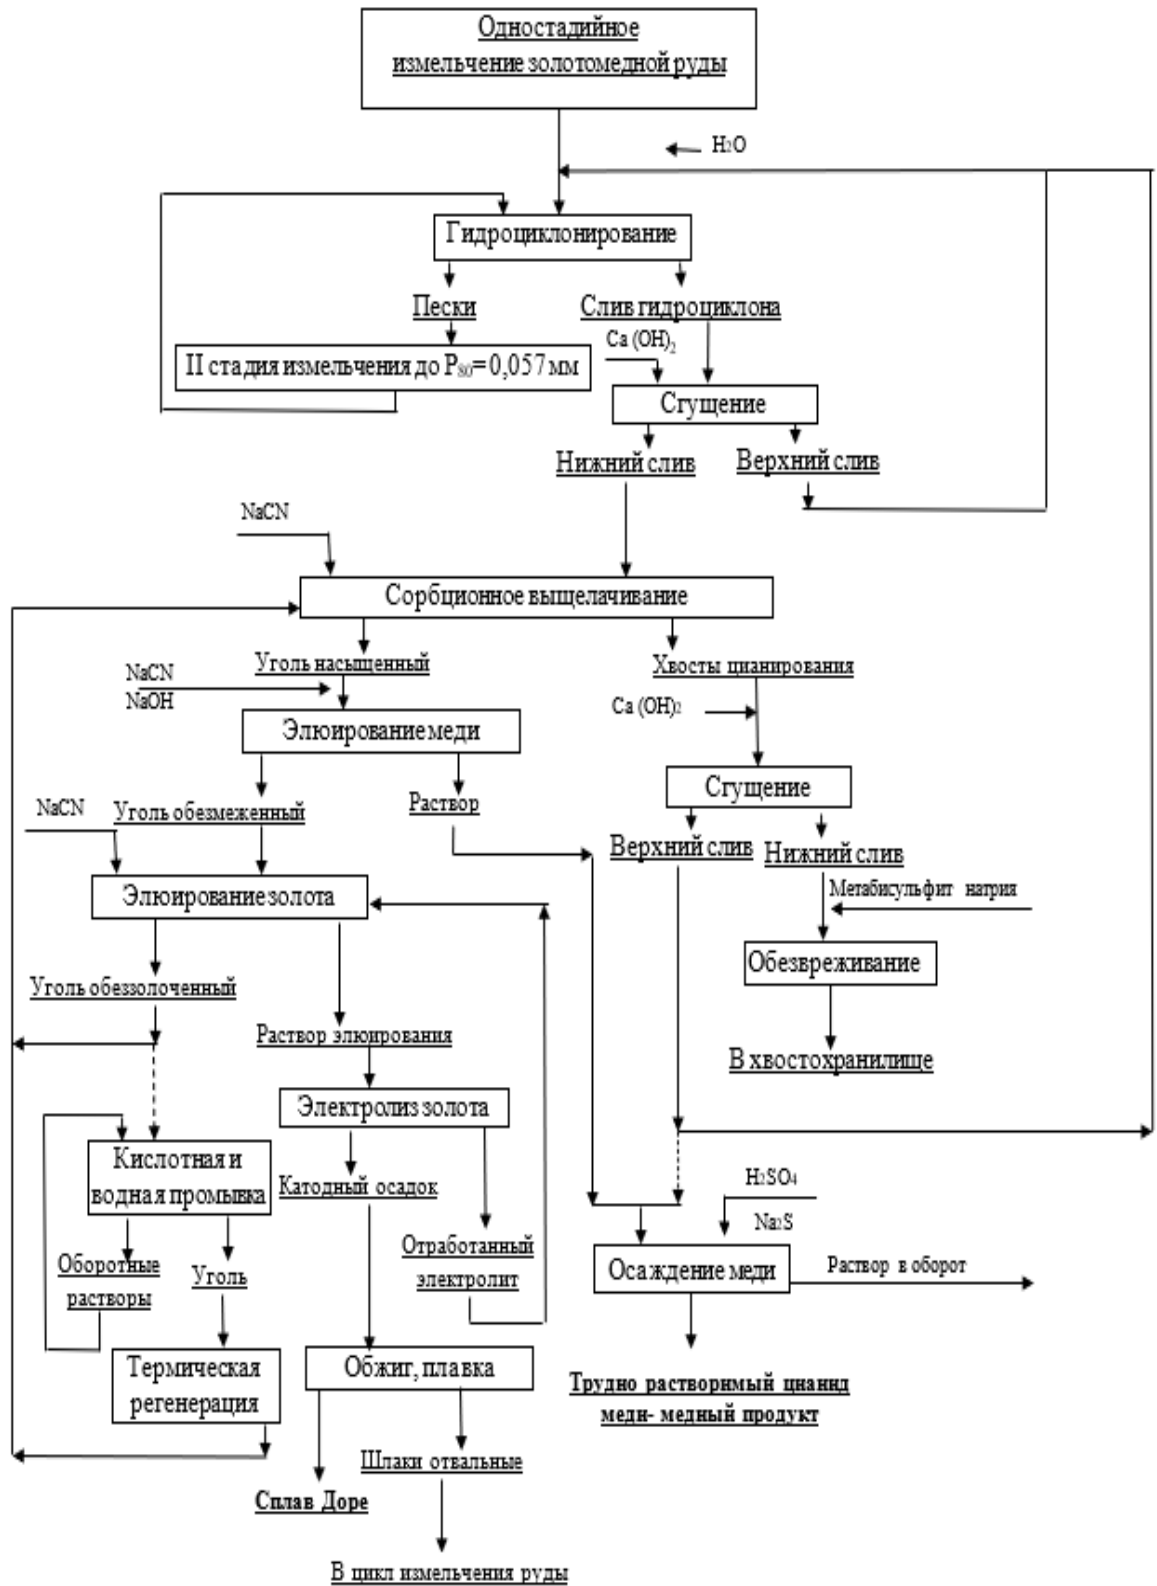 Одностадийное
измельчение золотомедной руды
H2O
Гидроциклонирование
Пески
Слив гидроциклона
Ca (OH)2
II стадия измельчения до P80= 0,057 мм
Сгущение
Нижний слив
Верхний слив
NaCN
Сорбционное выщелачивание
Уголь насыщенный
Хвосты цианирования
NaCN
NaOH
Ca (OH)2
Элюирование меди
Сгущение
NaCN
Уголь обезмеженный
Раствор
Верхний слив
Нижний слив
Метабисульфит натрия
Элюирование золота
Обезвреживание
Уголь обеззолоченный
Раствор элюирования
В хвостохранилище
Электролиз золота
Кислотная и
водная промывка
Катодный осадок
H2SO4
Na2S
Отработанный
электролит
Оборотные
растворы
Уголь
Осаждение меди
Раствор в оборот
Термическая
регенерация
Обжиг, плавка
Трудно растворимый цианид
меди- медный продукт
Шлаки отвальные
Сплав Доре
В цикл измельчения руды